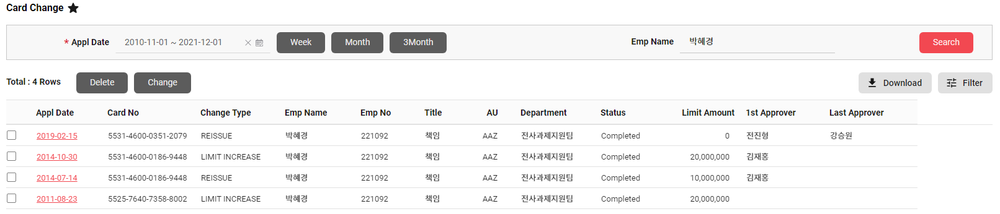 Card Change
* Appl Date 2010-11-01 ~ 2021-12-01 Week Month 3Month Emp Name 박혜경 Search
Total : 4 Rows Delete Change Download Filter
Appl Date Card No Change Type Emp Name Emp No Title AU Department Status Limit Amount 1st Approver Last Approver
2019-02-15 5531-4600-0351-2079 REISSUE 박혜경 221092 책임 AAZ 전사과제지원팀 Completed 0 전진형 강승원
2014-10-30 5531-4600-0186-9448 LIMIT INCREASE 박혜경 221092 책임 AAZ 전사과제지원팀 Completed 20,000,000 김재홍
2014-07-14 5531-4600-0186-9448 REISSUE 박혜경 221092 책임 AAZ 전사과제지원팀 Completed 10,000,000 김재홍
2011-08-23 5525-7640-7358-8002 LIMIT INCREASE 박혜경 221092 책임 AAZ 전사과제지원팀 Completed 20,000,000